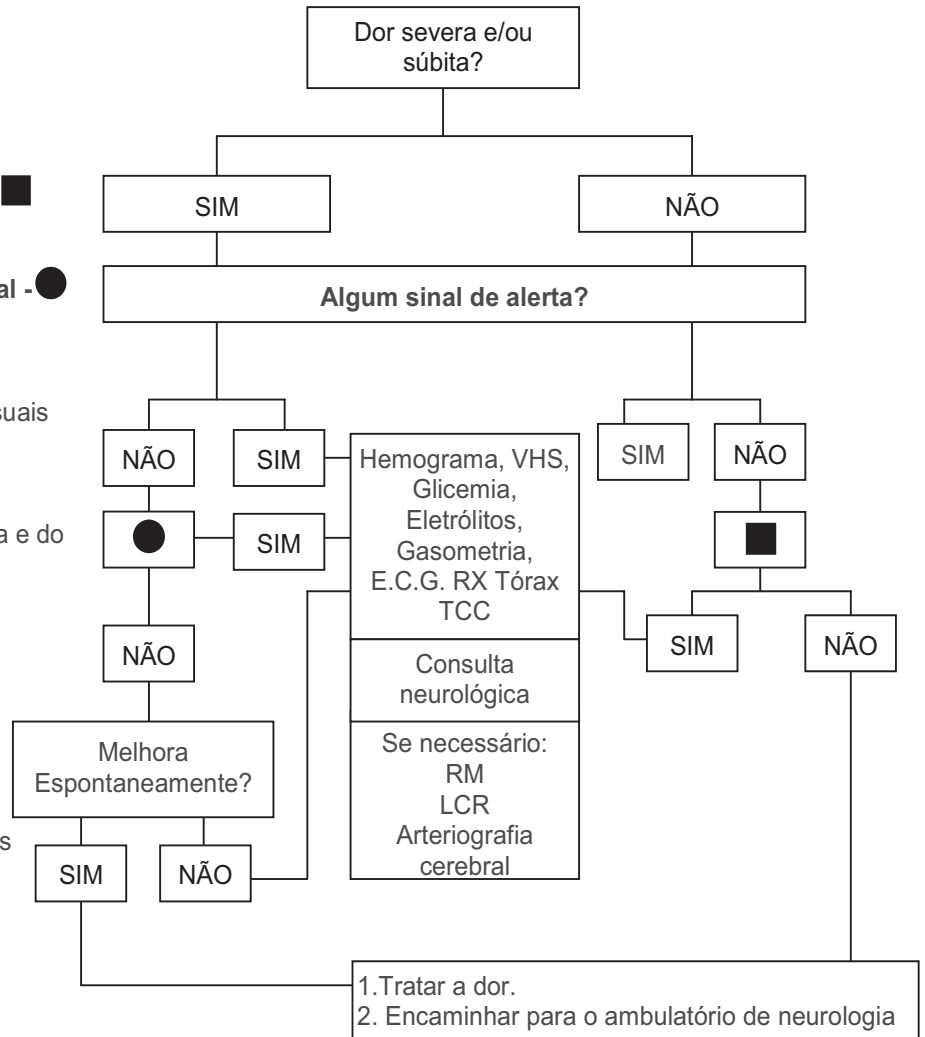 Dor severa e/ou
súbita?
SIM
NÃO
al -
Algum sinal de alerta?
suais
NÃO
SIM
Hemograma, VHS,
Glicemia,
Eletrólitos,
Gasometria,
E.C.G. RX Tórax
TCC
SIM
NÃO
a e do
SIM
NÃO
Consulta
neurológica
SIM
NÃO
Melhora
Espontaneamente?
Se necessário:
RM
LCR
Arteriografia
cerebral
s
SIM
NÃO
1.Tratar a dor.
2. Encaminhar para o ambulatório de neurologia